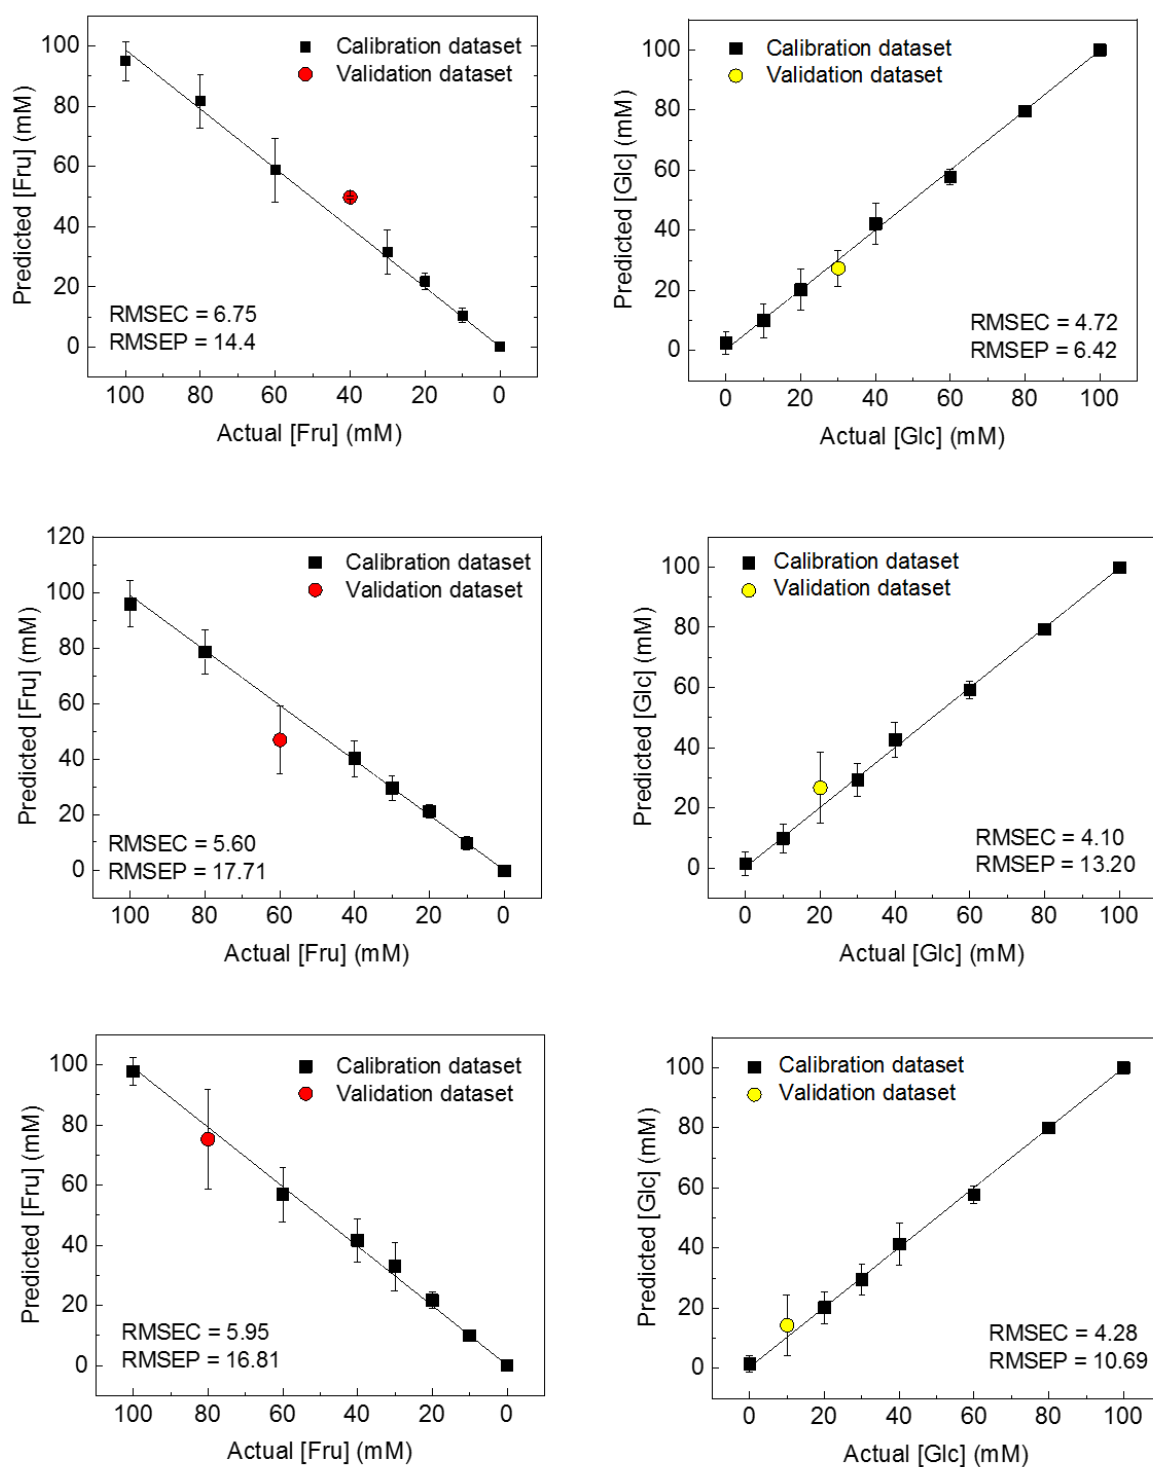 Calibration dataset
Validation dataset
Predicted [Fru] (mM)
100
80
60
40
20
0
RMSEC = 6.75
RMSEP = 14.4
100 80 60 40 20 0
Actual [Fru] (mM)
Calibration dataset
Validation dataset
Predicted [Glc] (mM)
100
80
60
40
20
0
RMSEC = 4.72
RMSEP = 6.42
0 20 40 60 80 100
Actual [Glc] (mM)
Calibration dataset
Validation dataset
Predicted [Fru] (mM)
120
100
80
60
40
20
0
RMSEC = 5.60
RMSEP = 17.71
100 80 60 40 20 0
Actual [Fru] (mM)
Calibration dataset
Validation dataset
Predicted [Glc] (mM)
100
80
60
40
20
0
RMSEC = 4.10
RMSEP = 13.20
0 20 40 60 80 100
Actual [Glc] (mM)
Calibration dataset
Validation dataset
Predicted [Fru] (mM)
100
80
60
40
20
0
RMSEC = 5.95
RMSEP = 16.81
100 80 60 40 20 0
Actual [Fru] (mM)
Calibration dataset
Validation dataset
Predicted [Glc] (mM)
100
80
60
40
20
0
RMSEC = 4.28
RMSEP = 10.69
0 20 40 60 80 100
Actual [Glc] (mM)